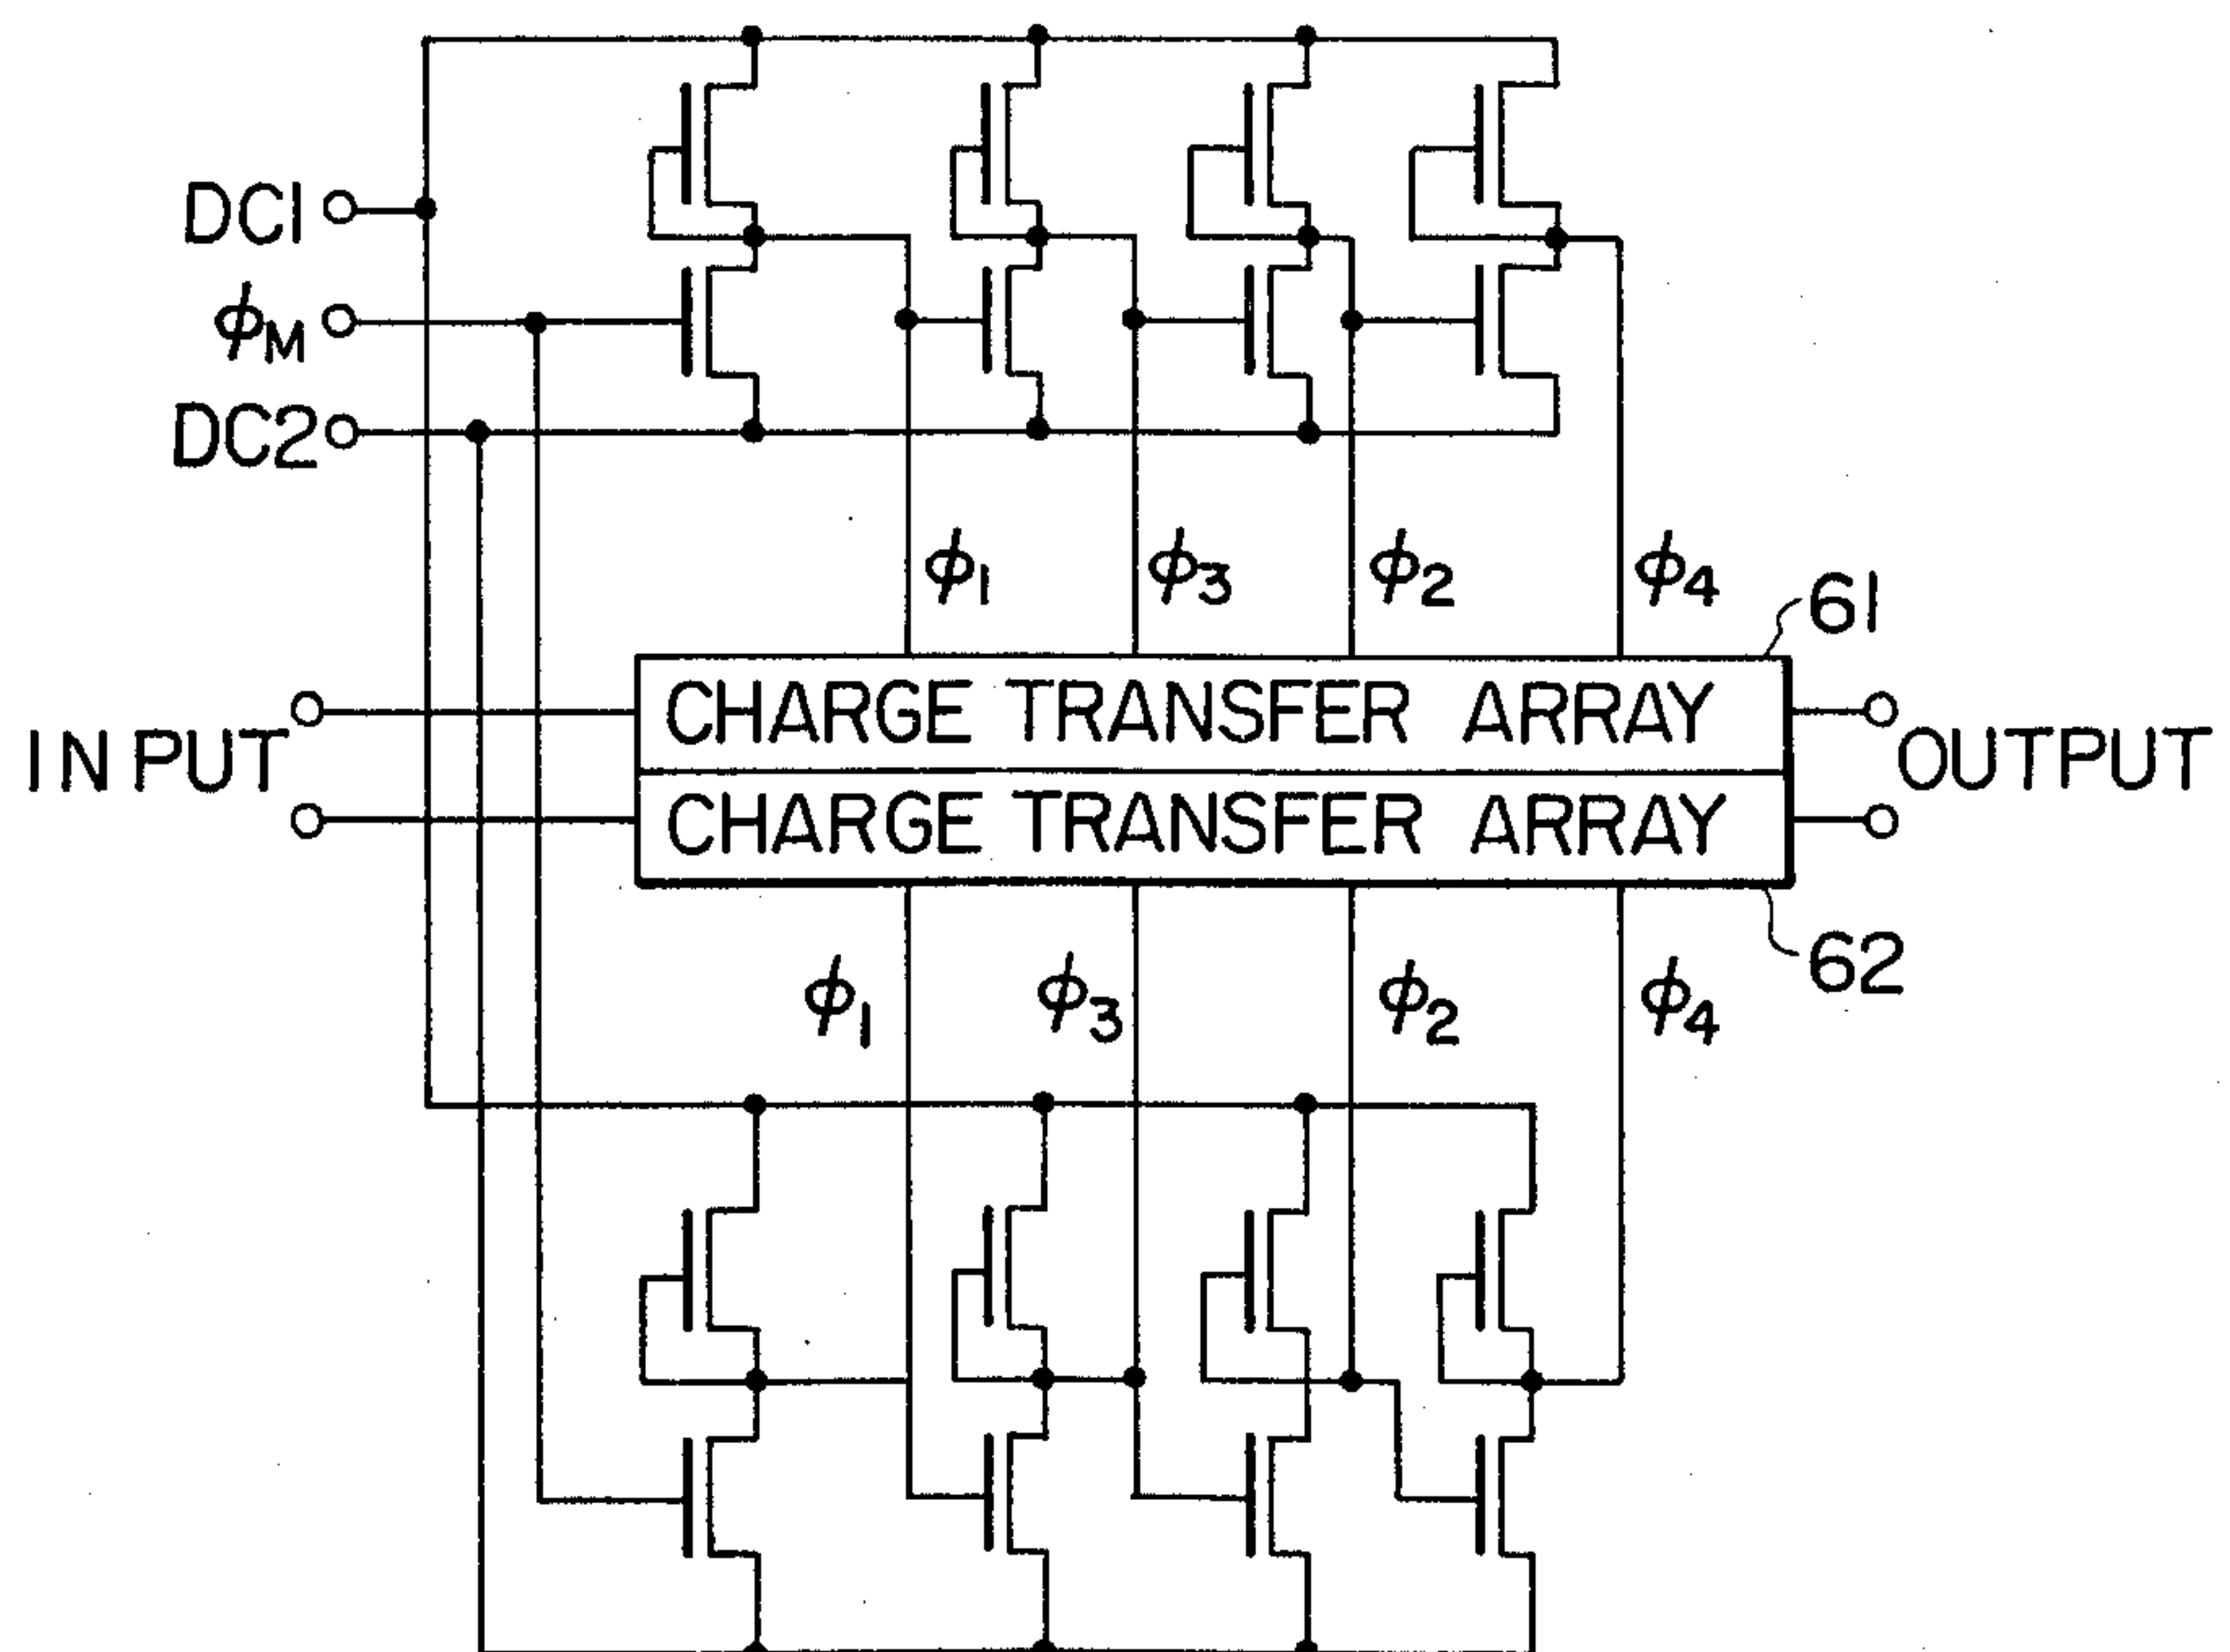 DC1
ϕM
DC2
ϕ1 ϕ3 ϕ2 ϕ4
61
INPUT
CHARGE TRANSFER ARRAY
CHARGE TRANSFER ARRAY
OUTPUT
62
ϕ1 ϕ3 ϕ2 ϕ4